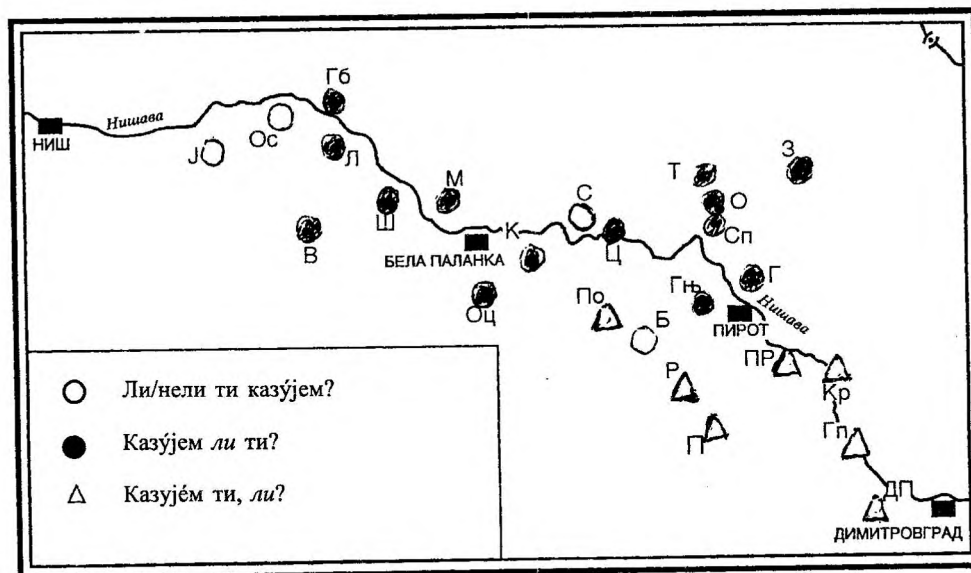 Гб
Нишава
НИШ
Ос
Ј
Л
З
Т
М
Ш
С
О
К
Сп
В
Ц
БЕЛА ПАЛАНКА
Г
Оц
По
Гњ
Нишава
Б
ПИРОТ
ПР
Р
Кр
П
Гп
ДП
ДИМИТРОВГРАД
Ли/нели ти казу́јем?
Казу́јем ли ти?
Казује́м ти, ли?